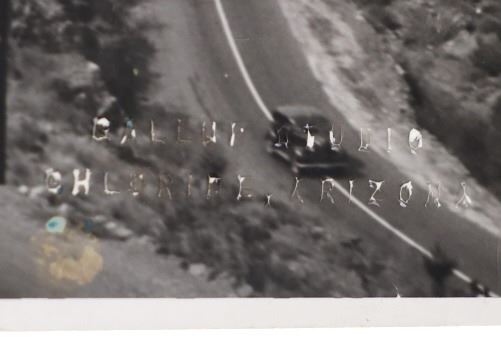 GALLUP STUDIO
CHLORIDE, ARIZONA